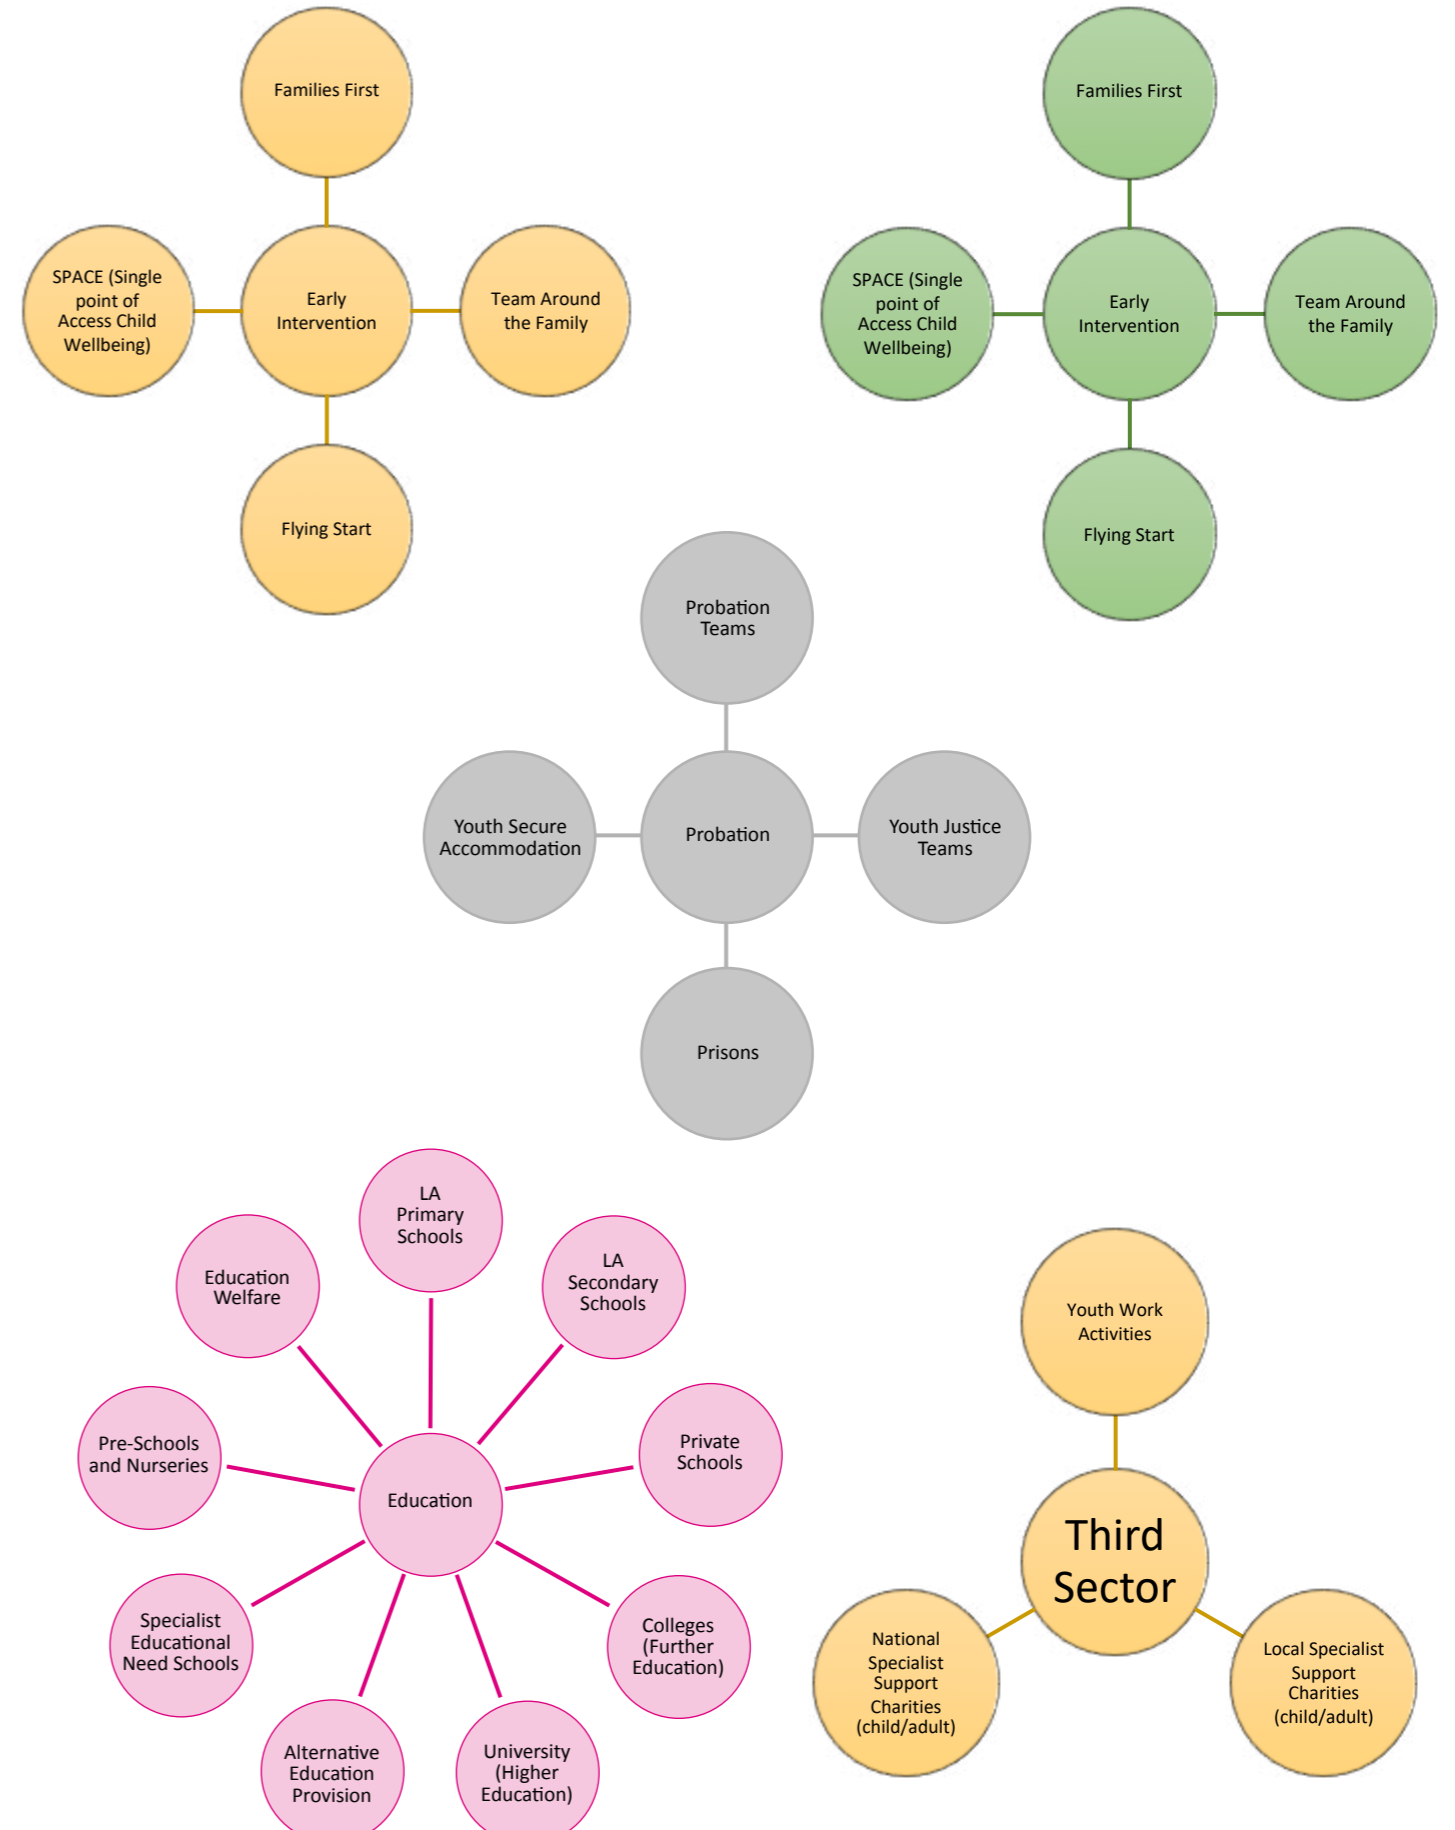 Families First
SPACE (Single
point of
Access Child
Wellbeing)
Early
Intervention
Team Around
the Family
Flying Start
Families First
SPACE (Single
point of
Access Child
Wellbeing)
Early
Intervention
Team Around
the Family
Flying Start
Probation
Teams
Youth Secure
Accommodation
Probation
Youth Justice
Teams
Prisons
LA
Primary
Schools
Education
Welfare
LA
Secondary
Schools
Pre-Schools
and Nurseries
Private
Schools
Education
Specialist
Educational
Need Schools
Colleges
(Further
Education)
Alternative
Education
Provision
University
(Higher
Education)
Youth Work
Activities
Third
Sector
National
Specialist
Support
Charities
(child/adult)
Local Specialist
Support
Charities
(child/adult)